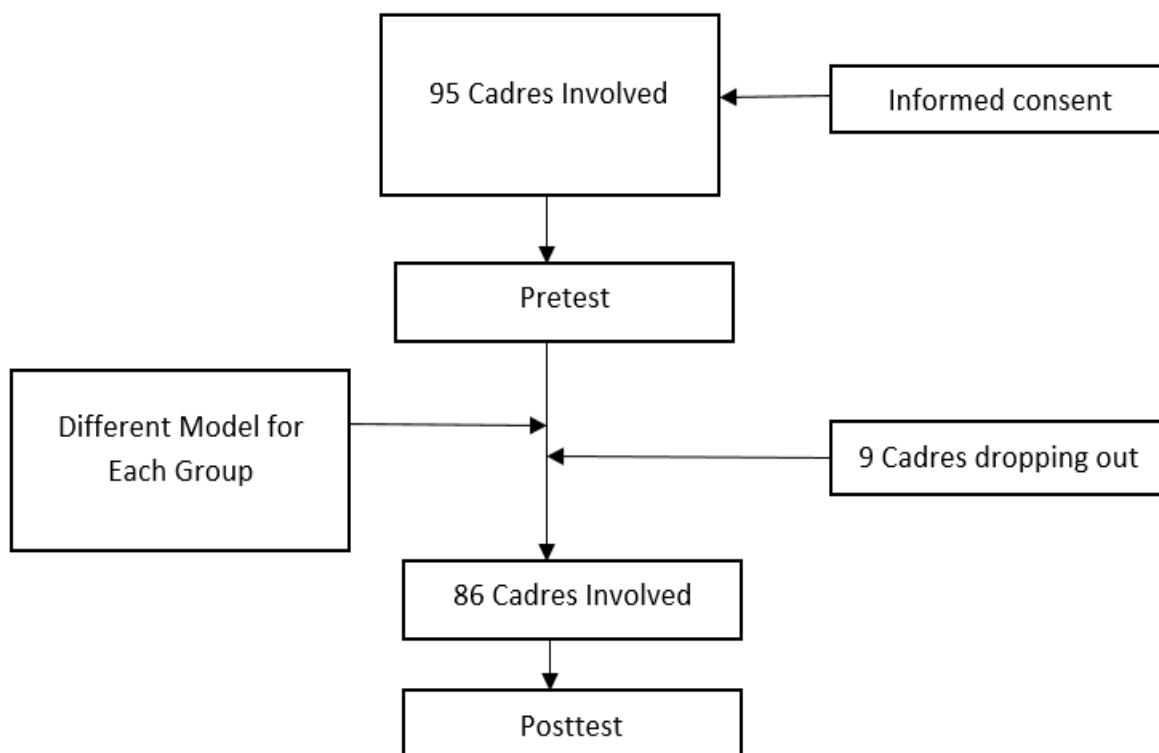 95 Cadres Involved
Informed consent
Pretest
Different Model for
Each Group
9 Cadres dropping out
86 Cadres Involved
Posttest